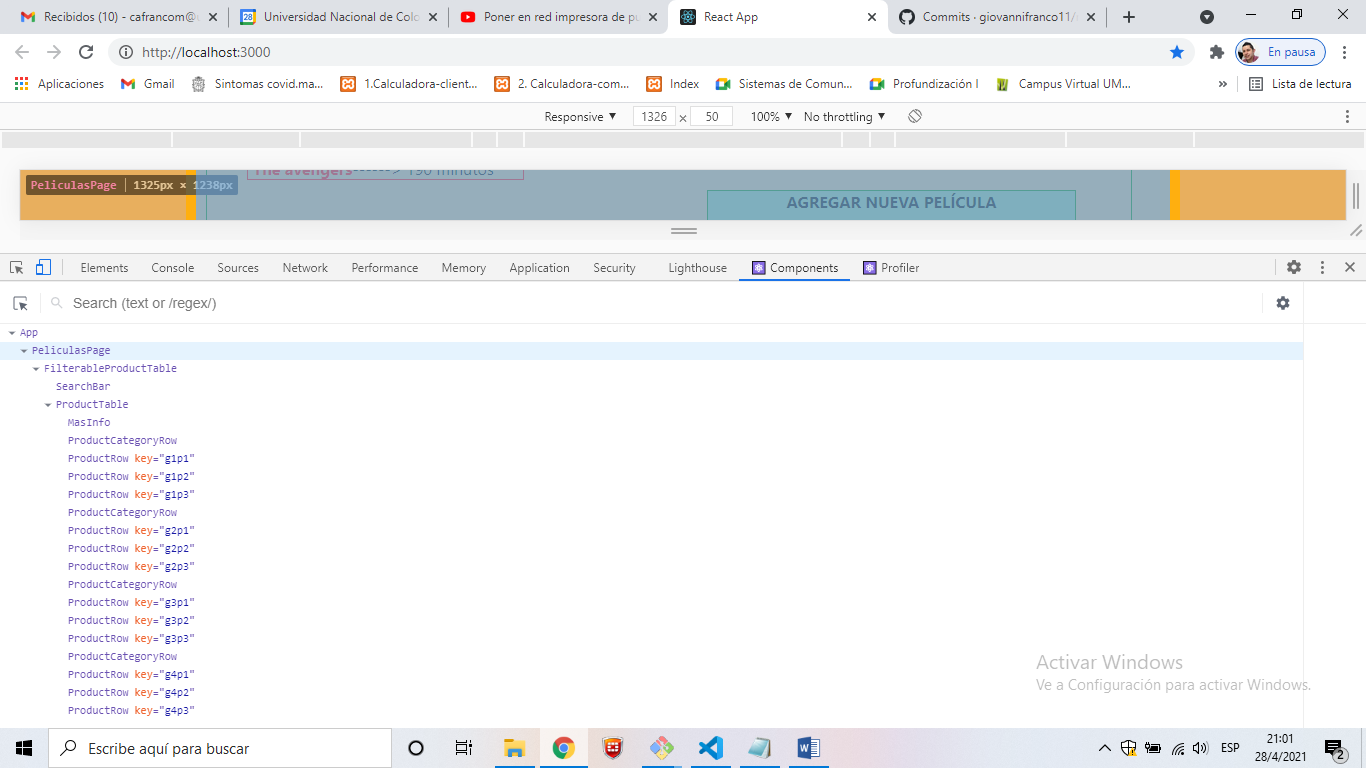 Recibidos (10) - cafrancom@u
Universidad Nacional de Colo
Poner en red impresora de pu
React App
Commits · giovannifranco11/
http://localhost:3000
En pausa
Aplicaciones
Gmail
Sintomas covid.ma...
1.Calculadora-client...
2. Calculadora-com...
Index
Sistemas de Comun...
Profundización I
Campus Virtual UM...
»
Lista de lectura
Responsive ▼ 1326 × 50 100% ▼ No throttling ▼
The avengers------> 190 minutos
PeliculasPage | 1325px × 1238px
AGREGAR NUEVA PELÍCULA
Elements Console Sources Network Performance Memory Application Security Lighthouse Components Profiler
Search (text or /regex/)
App
PeliculasPage
FilterableProductTable
SearchBar
ProductTable
MasInfo
ProductCategoryRow
ProductRow key="g1p1"
ProductRow key="g1p2"
ProductRow key="g1p3"
ProductCategoryRow
ProductRow key="g2p1"
ProductRow key="g2p2"
ProductRow key="g2p3"
ProductCategoryRow
ProductRow key="g3p1"
ProductRow key="g3p2"
ProductRow key="g3p3"
ProductCategoryRow
ProductRow key="g4p1"
ProductRow key="g4p2"
ProductRow key="g4p3"
Activar Windows
Ve a Configuración para activar Windows.
Escribe aquí para buscar
ESP
21:01
28/4/2021
2